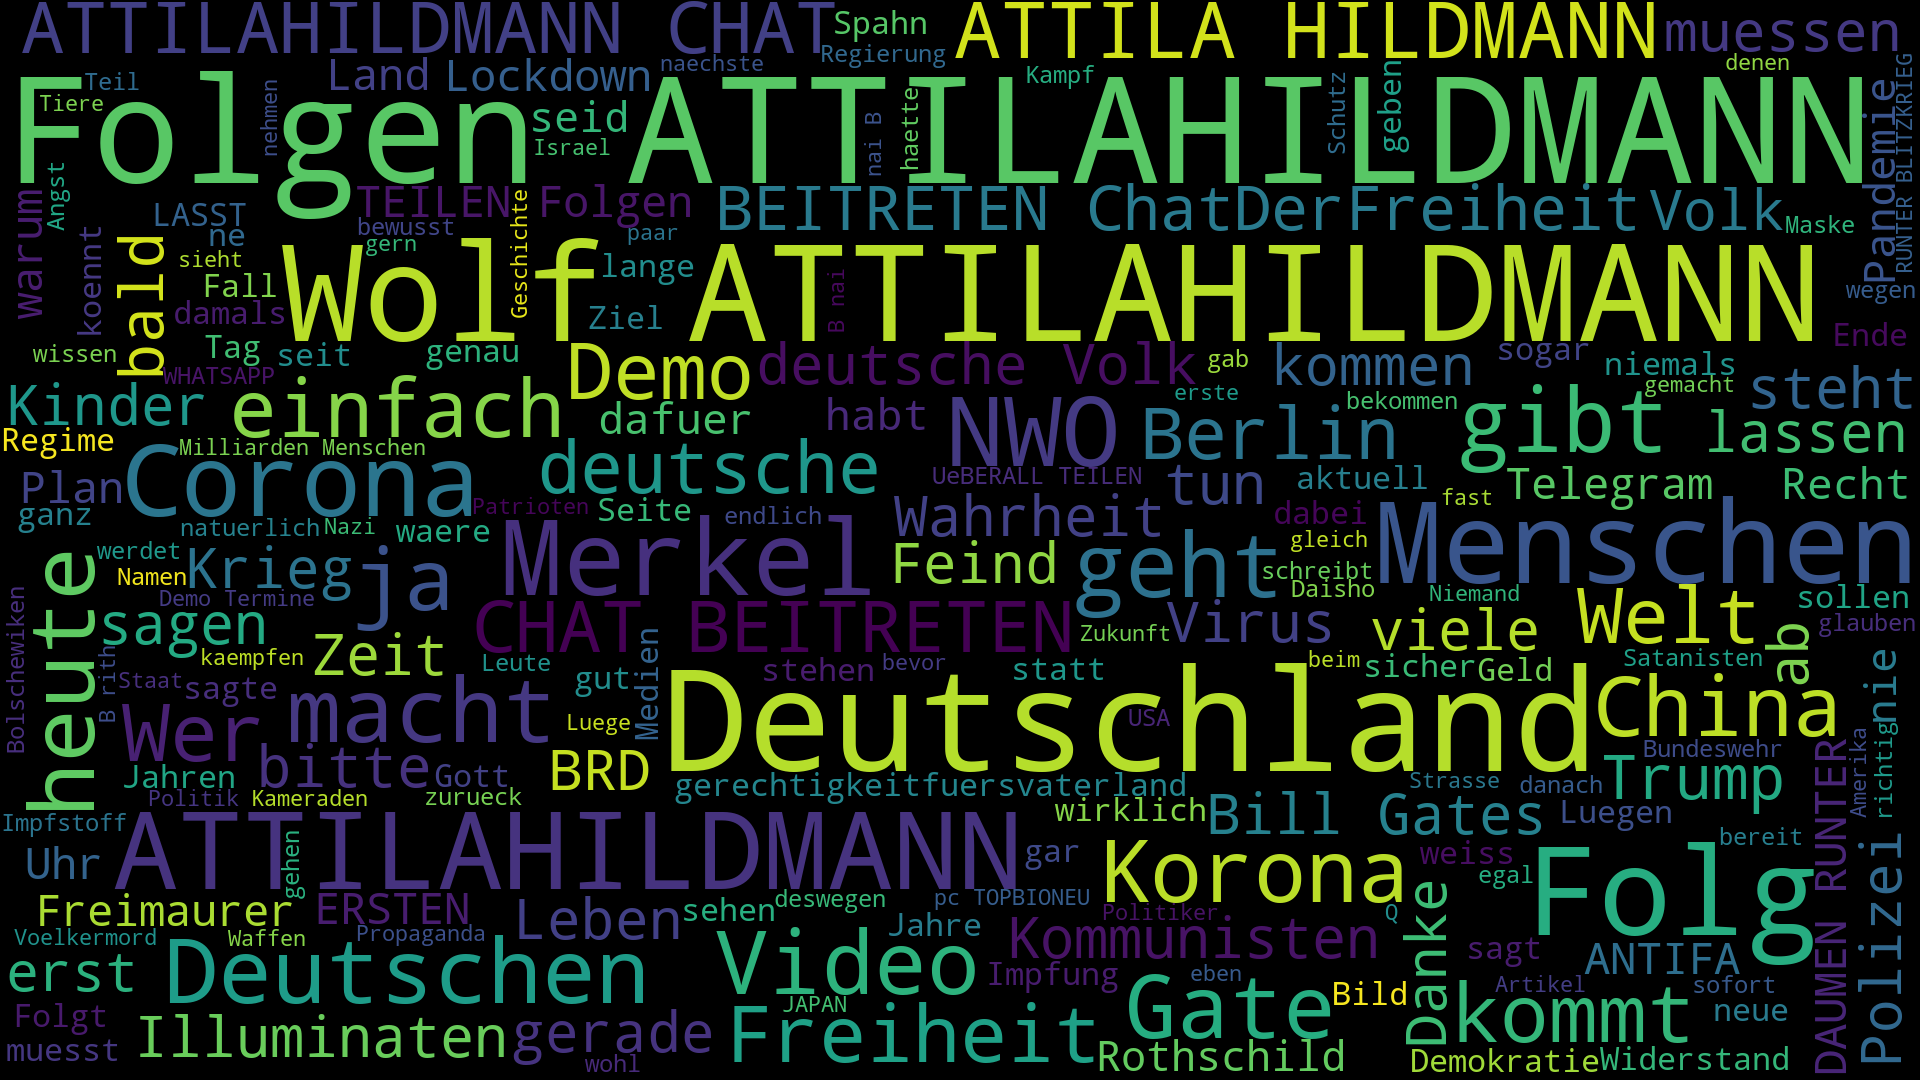 ATTILAHILDMANN CHAT
Spahn
ATTILA HILDMANN
muessen
Regierung
naechste
Teil
Land
Lockdown
Kampf
denen
Tiere
Folgen ATTILAHILDMANN
nehmen
seid
Israel
nai B
haette
Schutz
geben
Pandemie
RUNTER BLITZKRIEG
Angst
warum
LASST
ne
TEILEN Folgen
BEITRETEN ChatDerFreiheit
Volk
Maske
bewusst
gern
Geschichte
paar
koennt
bald
sieht
Fall
Wolf ATTILAHILDMANN
lange
B nai
wegen
damals
Ziel
Ende
wissen
Tag
seit
genau
Demo
deutsche Volk
gab
kommen
sogar
niemals
WHATSAPP
gemacht
steht
Kinder
einfach
dafuer
habt
NWO
erste
Berlin
bekommen
gibt
lassen
Regime
Milliarden Menschen
Corona
deutsche
UeBERALL TEILEN
tun
aktuell
Telegram
Recht
Plan
ganz
Patrioten
Seite
endlich
Wahrheit
dabei
fast
Menschen
natuerlich
Nazi
waere
Merkel
gleich
werdet
Krieg
ja
Feind
geht
schreibt
Namen
Demo Termine
Daisho
Niemand
Welt
sollen
heute
sagen
CHAT BEITRETEN
Zukunft
Virus
viele
ab
glauben
Bolschewiken
B rith
kaempfen
Zeit
Leute
Medien
stehen
bevor
statt
beim
sicher
Geld
Satanisten
nie
Staat
sagte
macht
gut
Deutschland
China
Wer
Luege
USA
Jahren
bitte
Gott
BRD
gerechtigkeitfuersvaterland
Strasse
danach
Bundeswehr
Trump
Amerika
richtig
DAUMEN RUNTER
Politik
Kameraden
zurueck
wirklich
Bill Gates
Luegen
Impfstoff
Uhr
gehen
ATTILAHILDMANN
gar
Korona
weiss
egal
Folg
bereit
Polizei
Freimaurer
ERSTEN
Leben
sehen
deswegen
Jahre
pc TOPBIONEU
Politiker
Q
Danke
Voelkermord
Waffen
Propaganda
Kommunisten
sagt
ANTIFA
erst
Deutschen
Video
Impfung
eben
Gate
Bild
Artikel
sofort
Folgt
JAPAN
kommt
neue
muesst
Illuminaten
gerade
wohl
Freiheit
Rothschild
Demokratie
Widerstand